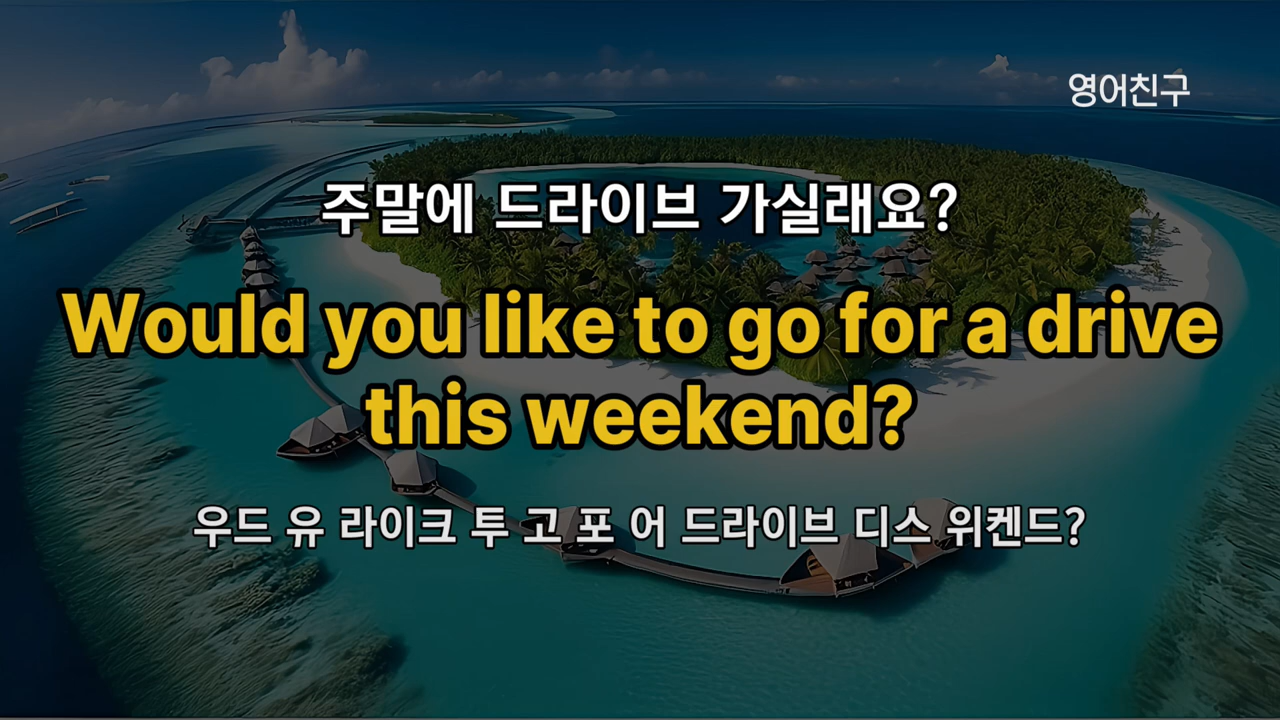 영어친구
주말에 드라이브 가실래요?
Would you like to go for a drive
this weekend?
우드 유 라이크 투 고 포 어 드라이브 디스 위켄드?